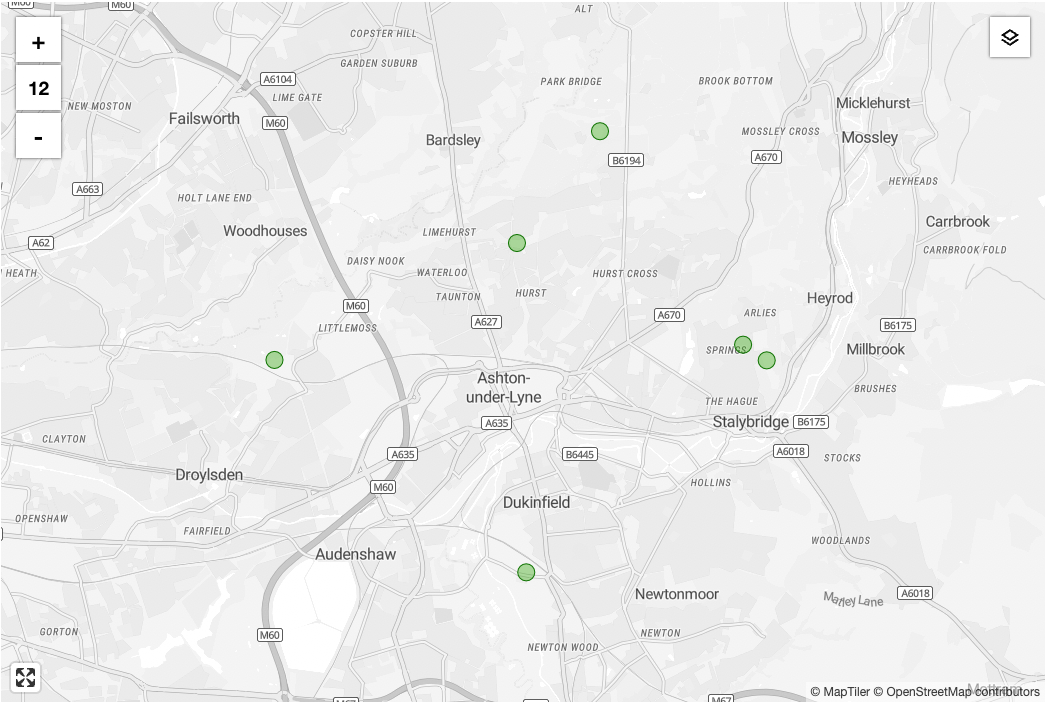 M60
M60
ALT
+
COPSTER HILL
GARDEN SUBURB
A6104
PARK BRIDGE
BROOK BOTTOM
12
LIME GATE
NEW MOSTON
Micklehurst
Failsworth
M60
MOSSLEY CROSS
Mossley
-
Bardsley
B6194
A670
A663
HEYHEADS
HOLT LANE END
Carrbrook
Woodhouses
LIMEHURST
A62
CARRBROOK FOLD
DAISY NOOK
HEATH
WATERLOO
HURST CROSS
TAUNTON
HURST
Heyrod
M60
A670
ARLIES
A627
B6175
LITTLEMOSS
SPRINGS
Millbrook
Ashton-
under-Lyne
BRUSHES
THE HAGUE
A635
Stalybridge
B6175
CLAYTON
A635
B6445
A6018
STOCKS
Droylsden
M60
HOLLINS
Dukinfield
OPENSHAW
FAIRFIELD
WOODLANDS
Audenshaw
Newtonmoor
A6018
Matley Lane
GORTON
M60
NEWTON
NEWTON WOOD
© MapTiler © OpenStreetMap contributors
M67
M67